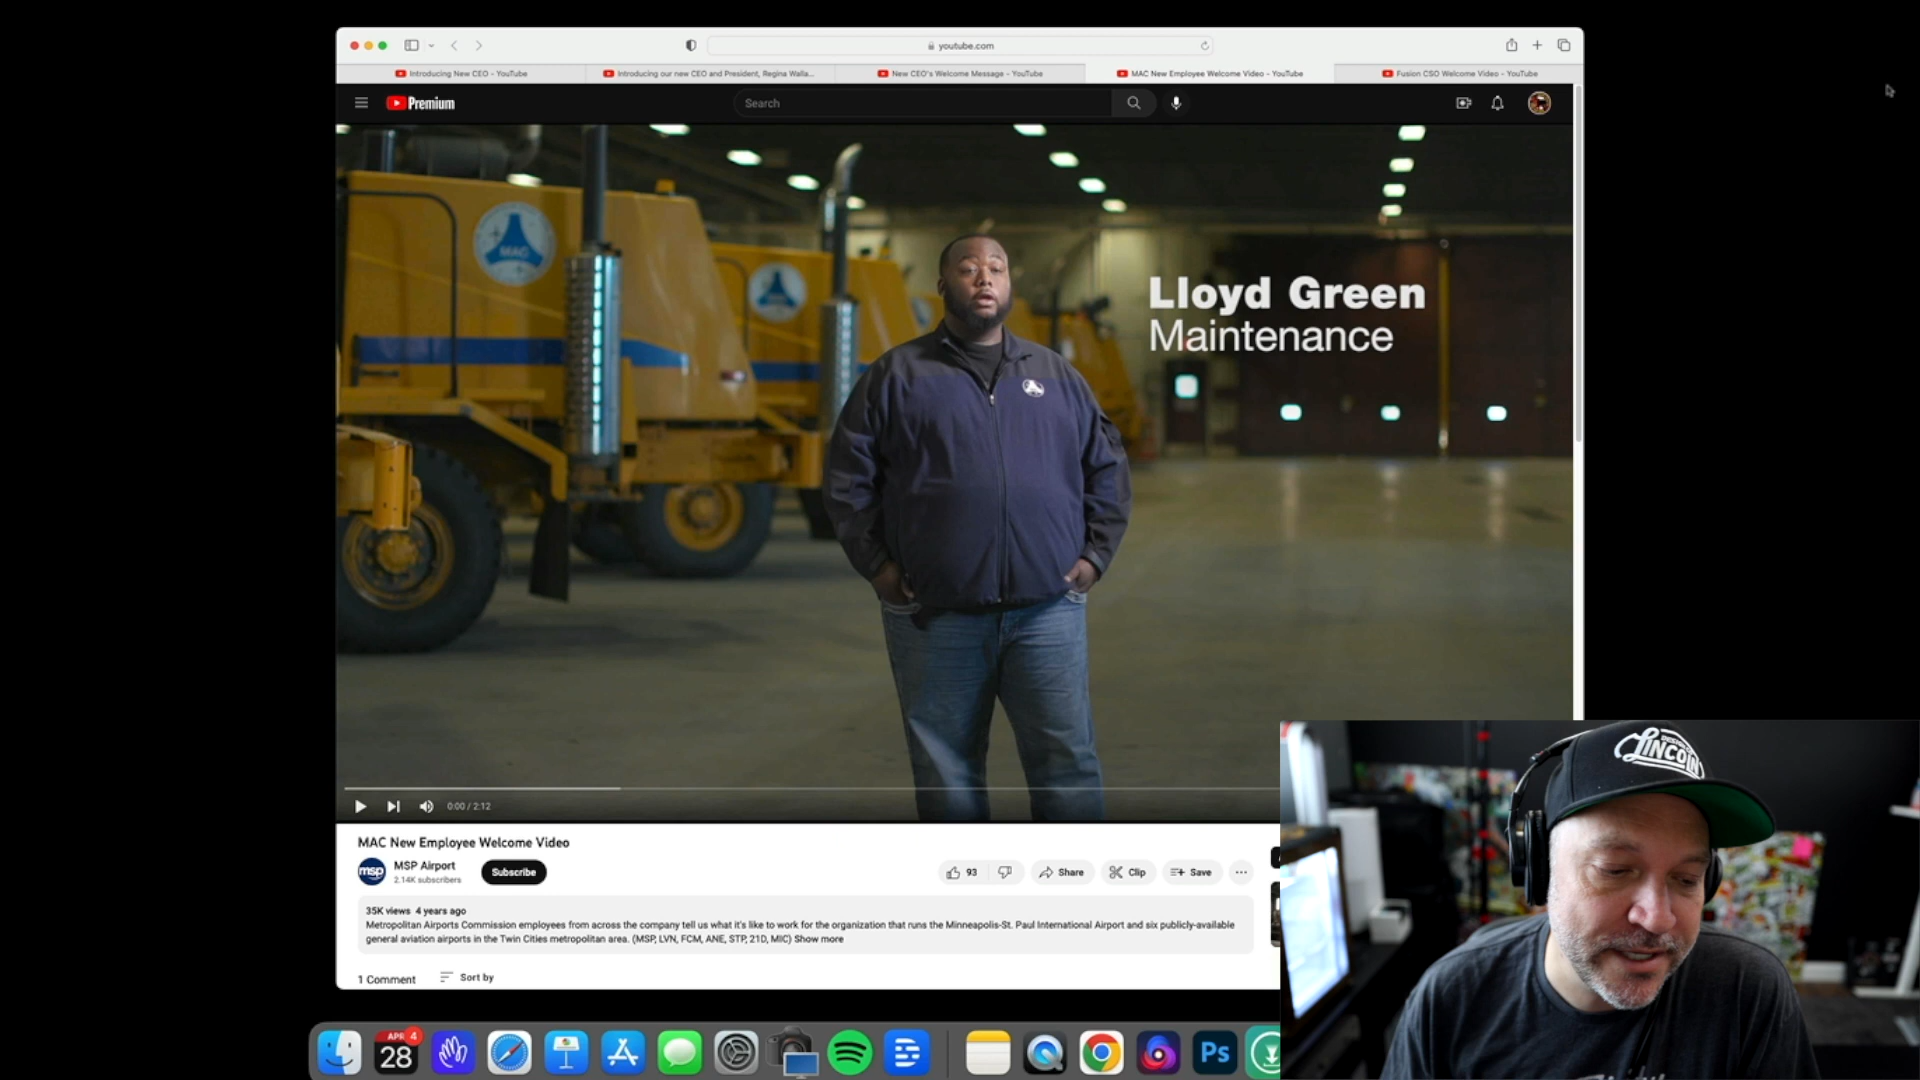 youtube.com
Introducing New CEO - YouTube
Introducing our new CEO and President, Regina Walla...
New CEO's Welcome Message - YouTube
MAC New Employee Welcome Video - YouTube
Fusion CSO Welcome Video - YouTube
Premium
Search
MAC
Lloyd Green
Maintenance
0:00 / 2:12
MAC New Employee Welcome Video
msp
MSP Airport
2.14K subscribers
Subscribe
93
Share
Clip
Save
35K views 4 years ago
Metropolitan Airports Commission employees from across the company tell us what it's like to work for the organization that runs the Minneapolis-St. Paul International Airport and six publicly-available
general aviation airports in the Twin Cities metropolitan area. (MSP, LVN, FCM, ANE, STP, 21D, MIC) Show more
1 Comment
Sort by
APR
4
28
Ps
LINCOLN